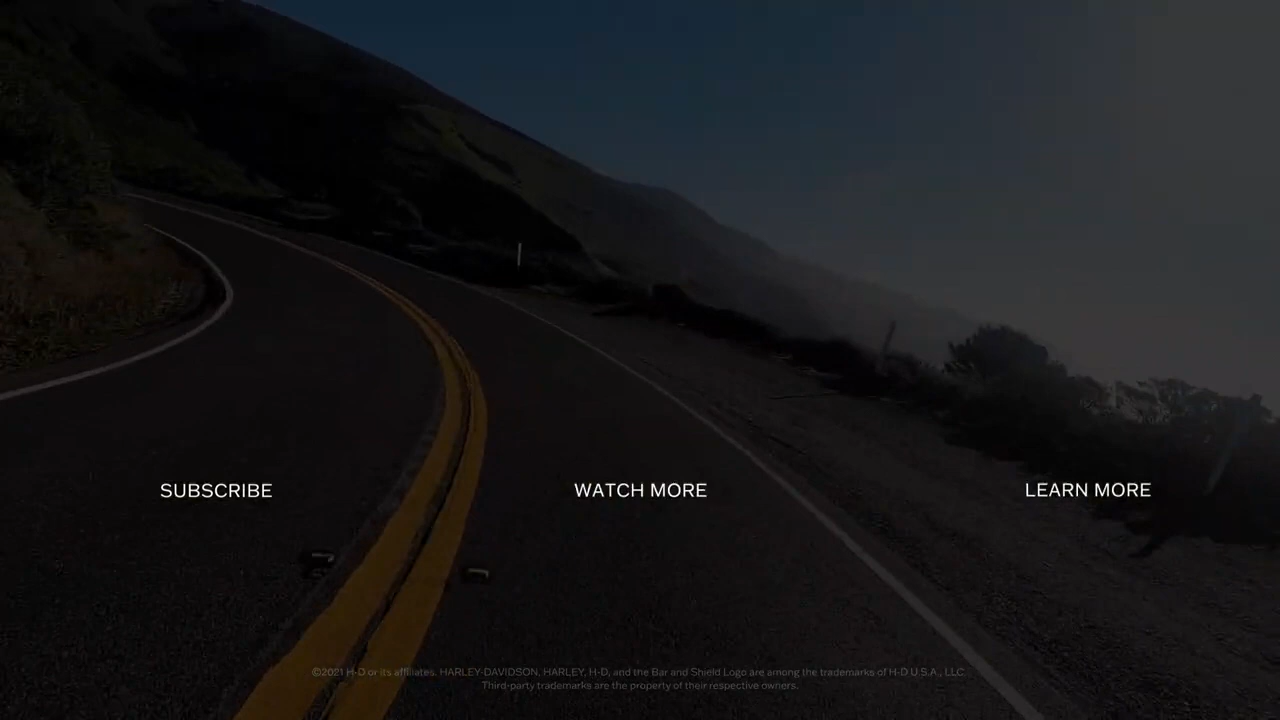 SUBSCRIBE
WATCH MORE
LEARN MORE
©2021 H-D or its affiliates. HARLEY-DAVIDSON, HARLEY, H-D, and the Bar and Shield Logo are among the trademarks of H-D U.S.A., LLC.
Third-party trademarks are the property of their respective owners.